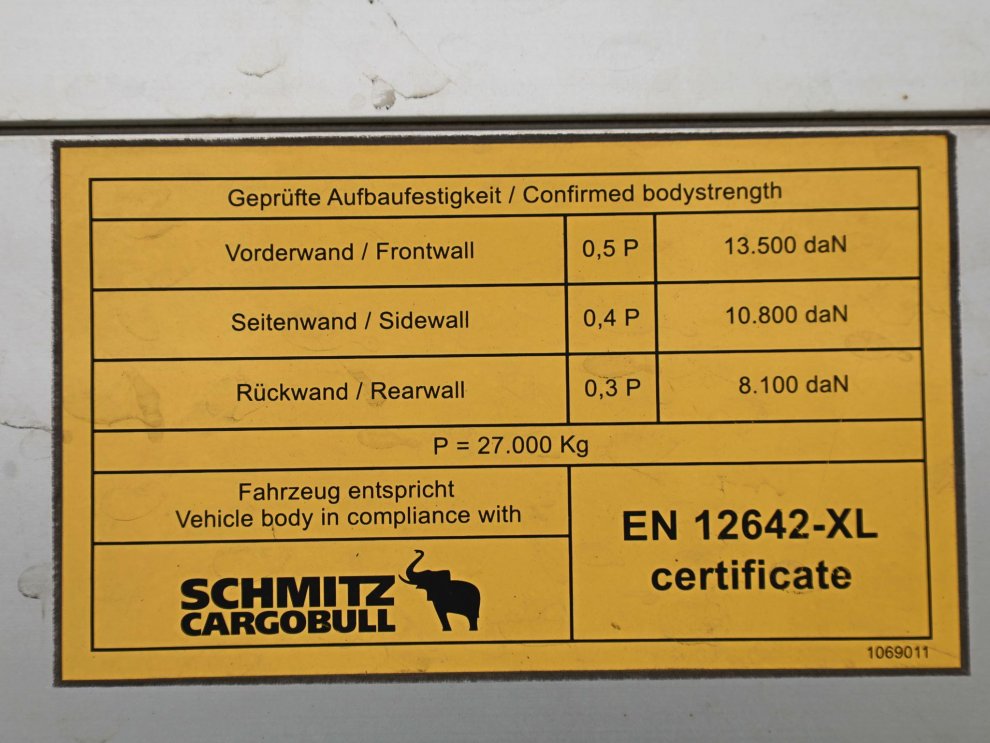 Geprüfte Aufbaufestigkeit / Confirmed bodystrength
Vorderwand / Frontwall 0,5 P 13.500 daN
Seitenwand / Sidewall 0,4 P 10.800 daN
Rückwand / Rearwall 0,3 P 8.100 daN
P = 27.000 Kg
Fahrzeug entspricht
Vehicle body in compliance with
EN 12642-XL
certificate
SCHMITZ
CARGOBULL
1069011